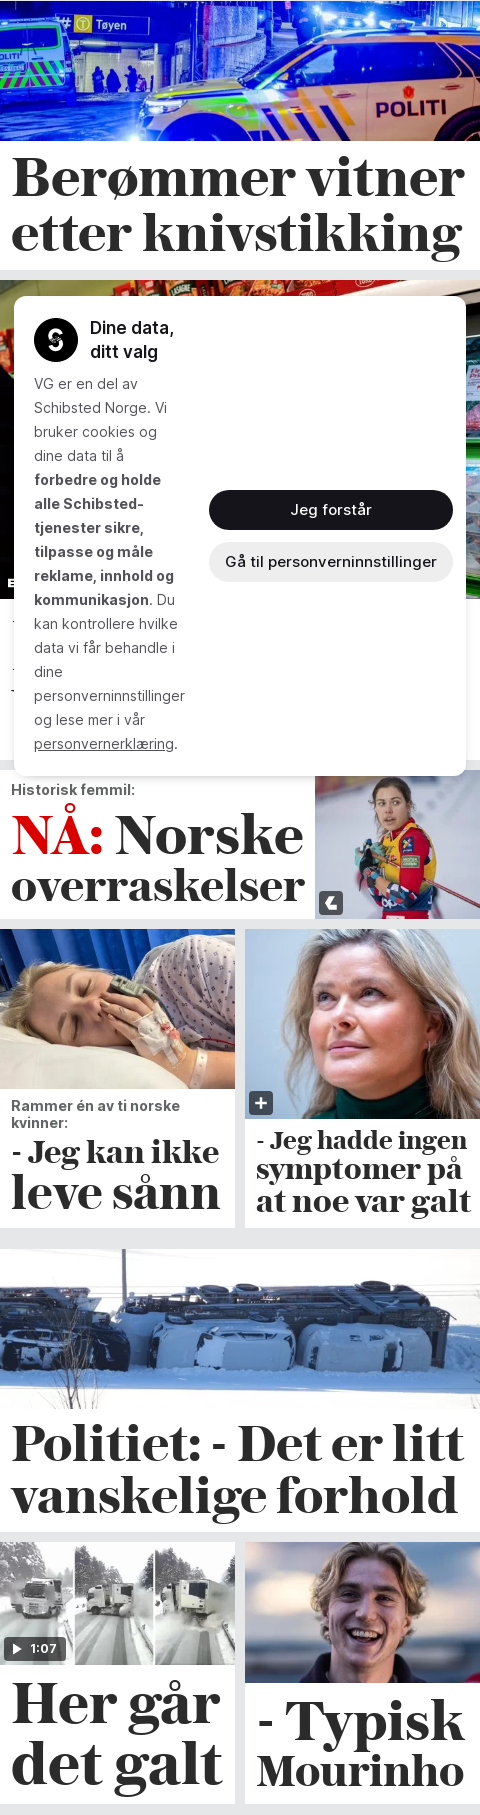 Tøyen
POLITI
POLITI
Berømmer vitner
etter knivstikking
LASAGNE
TORO
Dine data,
ditt valg
VG er en del av
Schibsted Norge. Vi
bruker cookies og
dine data til å
forbedre og holde
alle Schibsted-
tjenester sikre,
tilpasse og måle
reklame, innhold og
kommunikasjon. Du
kan kontrollere hvilke
data vi får behandle i
dine
personverninnstillinger
og lese mer i vår
personvernerklæring.
Jeg forstår
Gå til personverninnstillinger
Historisk femmil:
NÅ: Norske
overraskelser
Rammer én av ti norske
kvinner:
- Jeg kan ikke
leve sånn
- Jeg hadde ingen
symptomer på
at noe var galt
Politiet: - Det er litt
vanskelige forhold
1:07
Her går
det galt
- Typisk
Mourinho